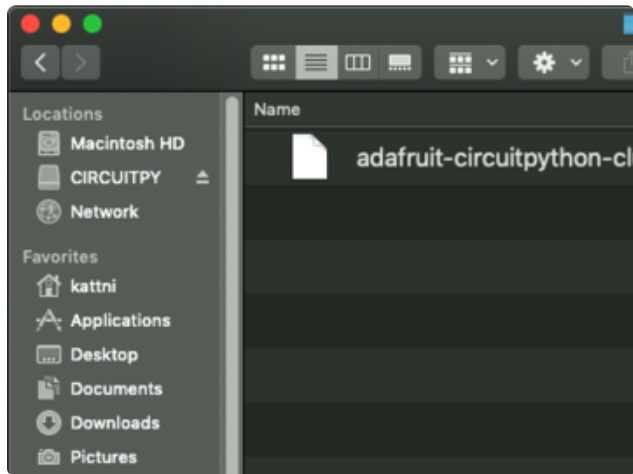 Locations
Macintosh HD
CIRCUITPY
Network
Favorites
kattni
Applications
Desktop
Documents
Downloads
Pictures
Name
adafruit-circuitpython-cl